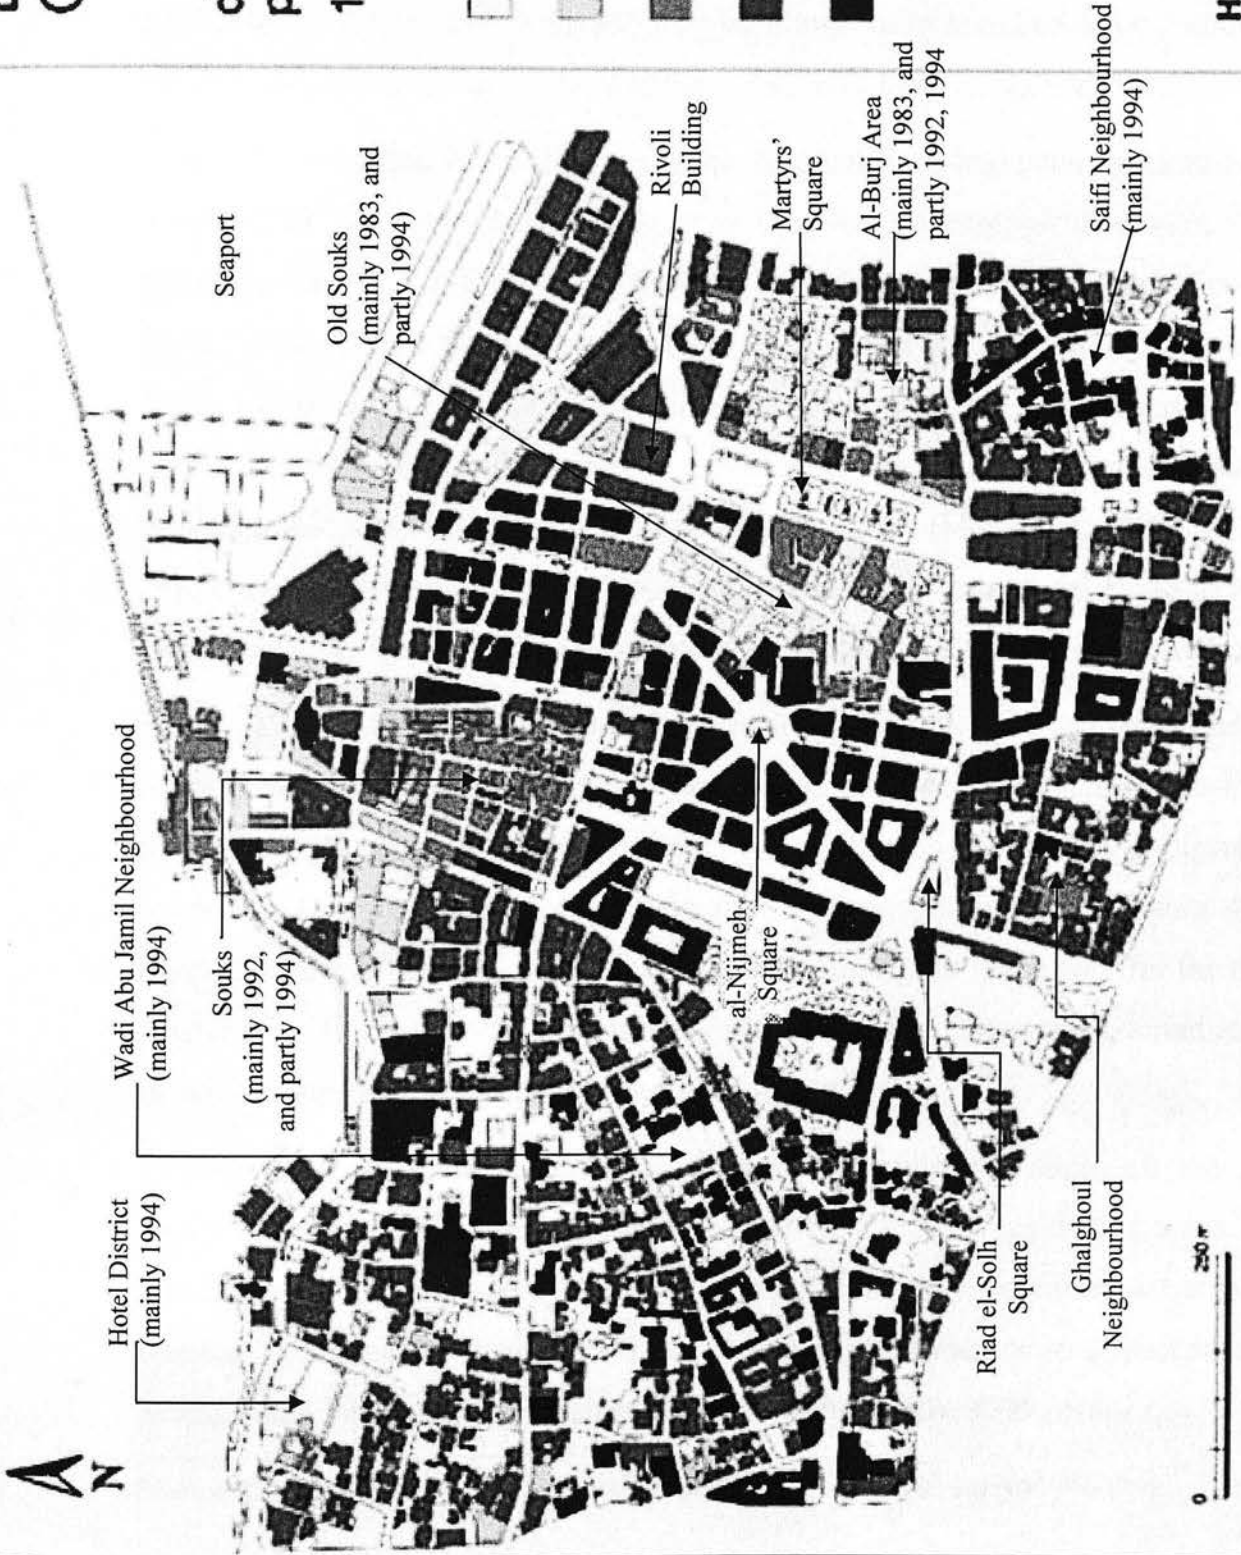 N
Hotel District
(mainly 1994)
Wadi Abu Jamil Neighbourhood
(mainly 1994)
Souks
(mainly 1992,
and partly 1994)
Seaport
Old Souks
(mainly 1983, and
partly 1994)
Rivoli
Building
Martyrs'
Square
Al-Burj Area
(mainly 1983, and
partly 1992, 1994
Saifi Neighbourhood
(mainly 1994)
al-Nijmeh
Square
Riad el-Solh
Square
Ghalghoul
Neighbourhood
0
250 m